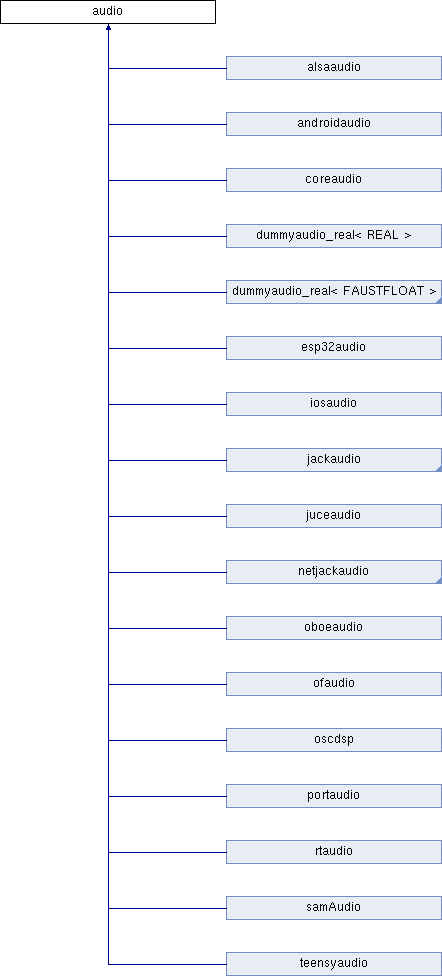 audio
alsaaudio
androidaudio
coreaudio
dummyaudio_real< REAL >
dummyaudio_real< FAUSTFLOAT >
esp32audio
iosaudio
jackaudio
juceaudio
netjackaudio
oboeaudio
ofaudio
oscdsp
portaudio
rtaudio
samAudio
teensyaudio